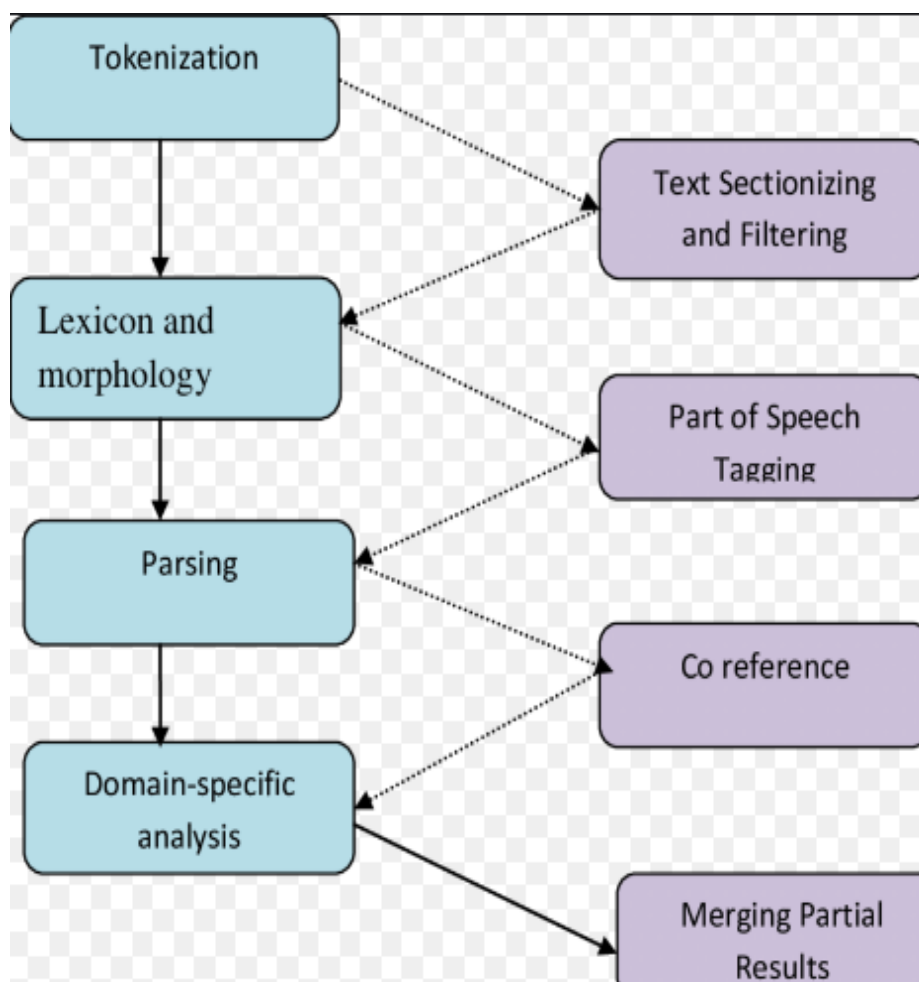 Tokenization
Text Sectionizing
and Filtering
Lexicon and
morphology
Part of Speech
Tagging
Parsing
Co reference
Domain-specific
analysis
Merging Partial
Results